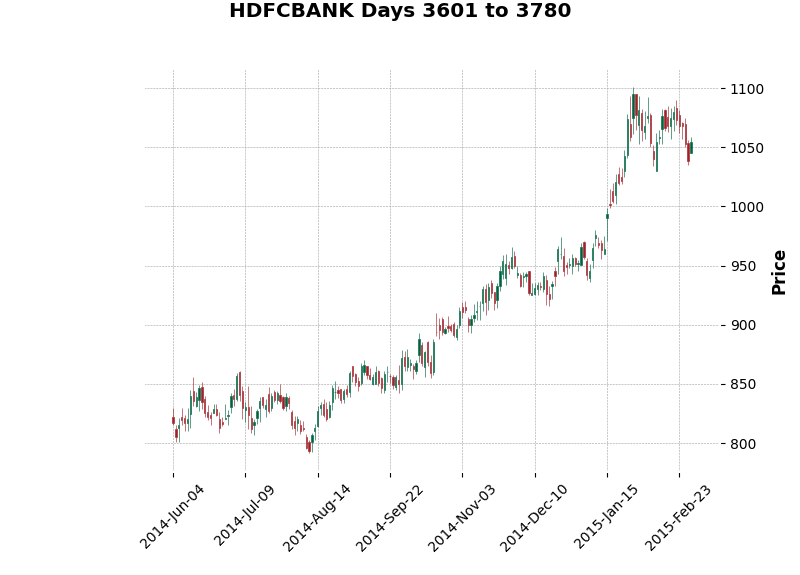 HDFCBANK Days 3601 to 3780
1100
1050
1000
950
900
850
800
Price
2014-Jun-04
2014-Jul-09
2014-Aug-14
2014-Sep-22
2014-Nov-03
2014-Dec-10
2015-Jan-15
2015-Feb-23